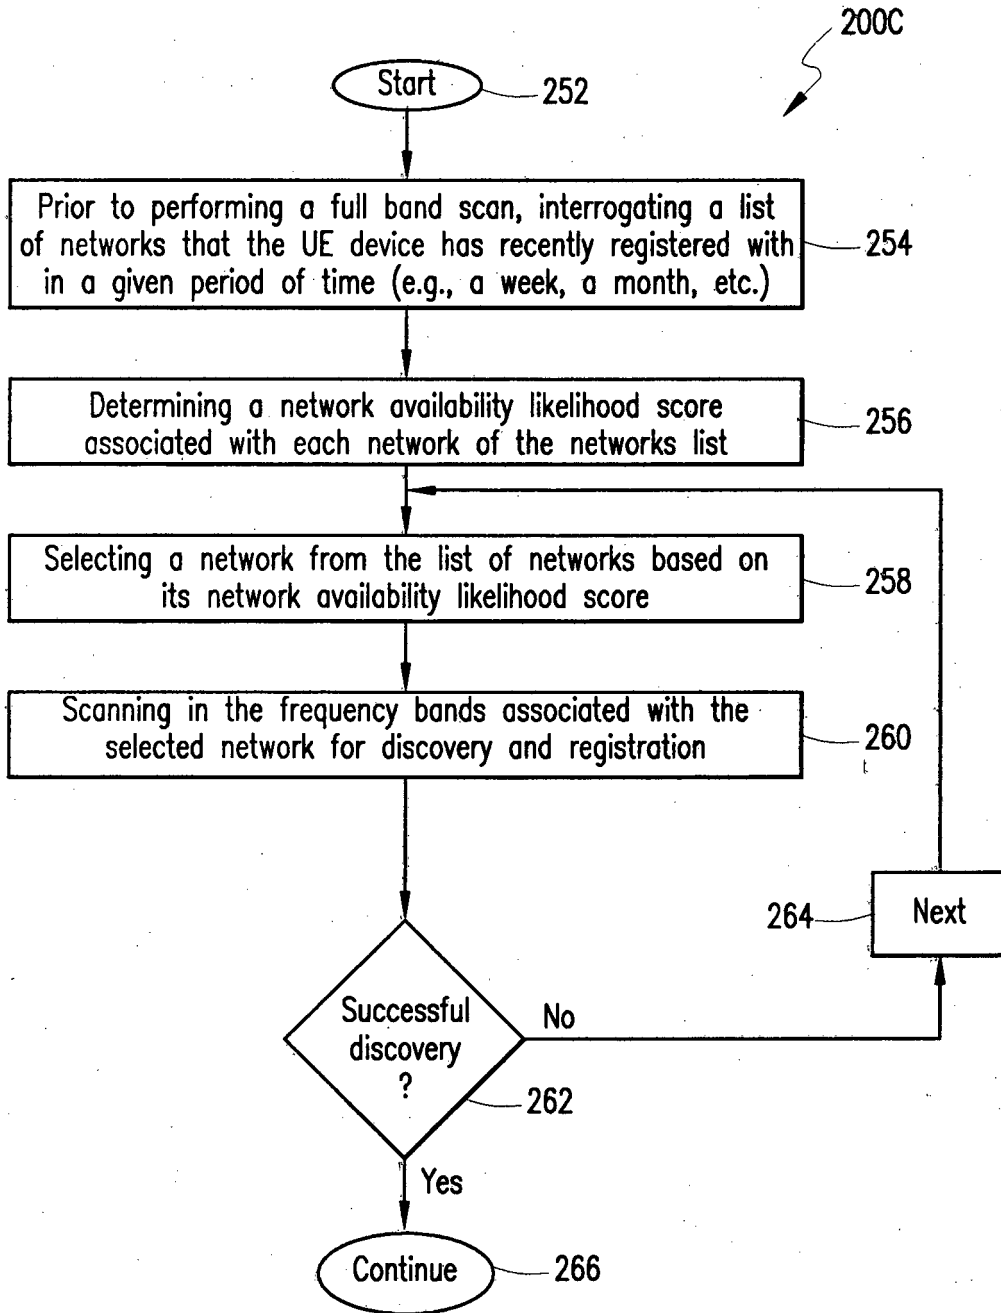 200C
Start
252
Prior to performing a full band scan, interrogating a list
of networks that the UE device has recently registered with
in a given period of time (e.g., a week, a month, etc.)
254
Determining a network availability likelihood score
associated with each network of the networks list
256
Selecting a network from the list of networks based on
its network availability likelihood score
258
Scanning in the frequency bands associated with the
selected network for discovery and registration
260
264
Next
Successful
discovery
?
No
262
Yes
Continue
266